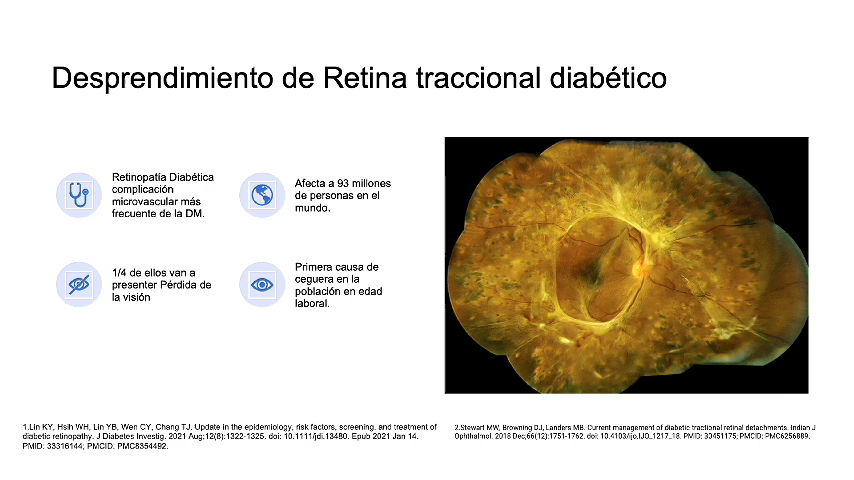 Desprendimiento de Retina traccional diabético
Retinopatía Diabética
complicación
microvascular más
frecuente de la DM.
Afecta a 93 millones
de personas en el
mundo.
1/4 de ellos van a
presenter Pérdida de
la visión
Primera causa de
ceguera en la
población en edad
laboral.
1.Lin KY, Hsih WH, Lin YB, Wen CY, Chang TJ. Update in the epidemiology, risk factors, screening, and treatment of
diabetic retinopathy. J Diabetes Investig. 2021 Aug;12(8):1322-1325. doi: 10.1111/jdi.13480. Epub 2021 Jan 14.
PMID: 33316144; PMCID: PMC8354492.
2.Stewart MW, Browning DJ, Landers MB. Current management of diabetic tractional retinal detachments. Indian J
Ophthalmol. 2018 Dec;66(12):1751-1762. doi: 10.4103/ijo.IJO_1217_18. PMID: 30451175; PMCID: PMC6256889.